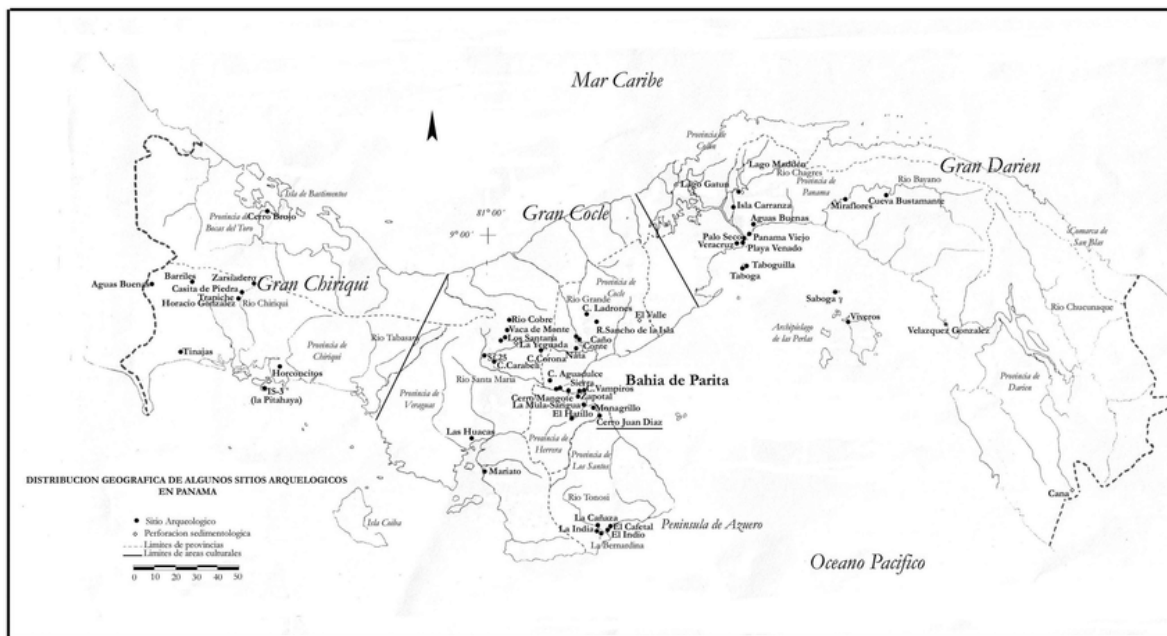 Mar Caribe
Provincia de
Colon
Lago Madden
Rio Chagres
Gran Darien
Lago Gatun
Provincia de
Panama
Rio Bayano
Isla de Bastimentos
Cerro Brujo
Provincia de
Bocas del Toro
81° 00'
9° 00'
Gran Cocle
Isla Carranza
Miraflores
Cueva Bustamante
Aguas Buenas
Palo Seco
Panama Viejo
Veracruz
Playa Venado
Comarca de
San Blas
Taboguilla
Taboga
Aguas Buenas
Barriles
Zarsiadero
Gran Chiriqui
Casita de Piedra
Trapiche
Horacio Gonzalez
Rio Chiriqui
Provincia de
Cocle
Rio Grande
C. Ladrones
El Valle
Saboga
Rio Chucunaque
Rio Cobre
R.Sancho de la Isla
Viveros
Vaca de Monte
Los Santana
Caño
La Yeguada
Conte
Velazquez Gonzalez
Rio Tabasara
Archipielago
de las Perlas
Tinajas
Provincia de
Chiriqui
Horconcitos
SF25
C.Corona
Nata
C.Carabali
IS-3
(la Pitahaya)
Rio Santa Maria
C. Aguadulce
Sierra
Bahia de Parita
C.Vampiros
Provincia de
Darien
Cerro Mangote
Zapotal
Provincia de
Veraguas
La Mula-Sarigua
Monagrillo
El Hatillo
Cerro Juan Diaz
Las Huacas
Provincia de
Herrera
Provincia de
Los Santos
Mariato
DISTRIBUCION GEOGRAFICA DE ALGUNOS SITIOS ARQUELOGICOS
EN PANAMA
Cana
Rio Tonosi
Isla Coiba
La Cañaza
Peninsula de Azuero
La India
El Cafetal
El Indio
La Bernardina
Sitio Arqueologico
Perforacion sedimentologica
Limites de provincias
Limites de areas culturales
Oceano Pacifico
0 10 20 30 40 50